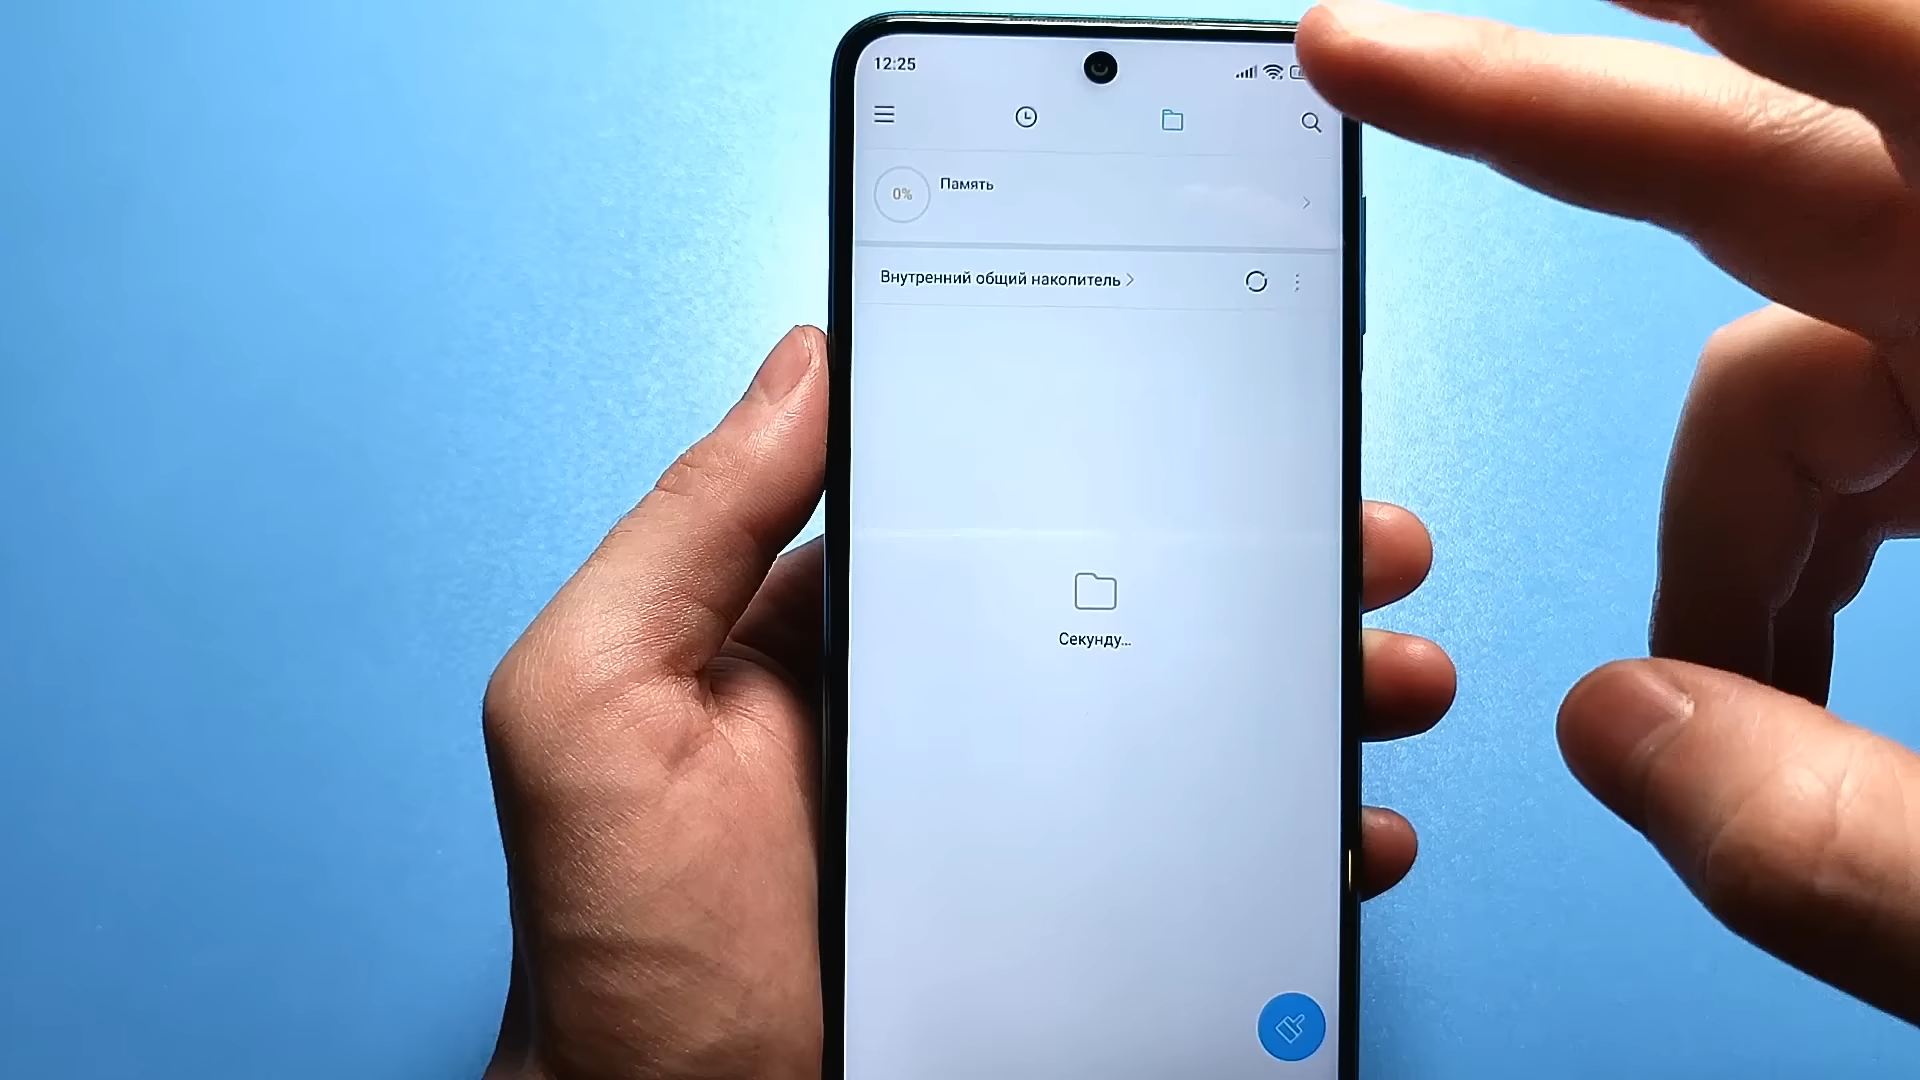 12:25
0%
Память
Внутренний общий накопитель
Секунду...